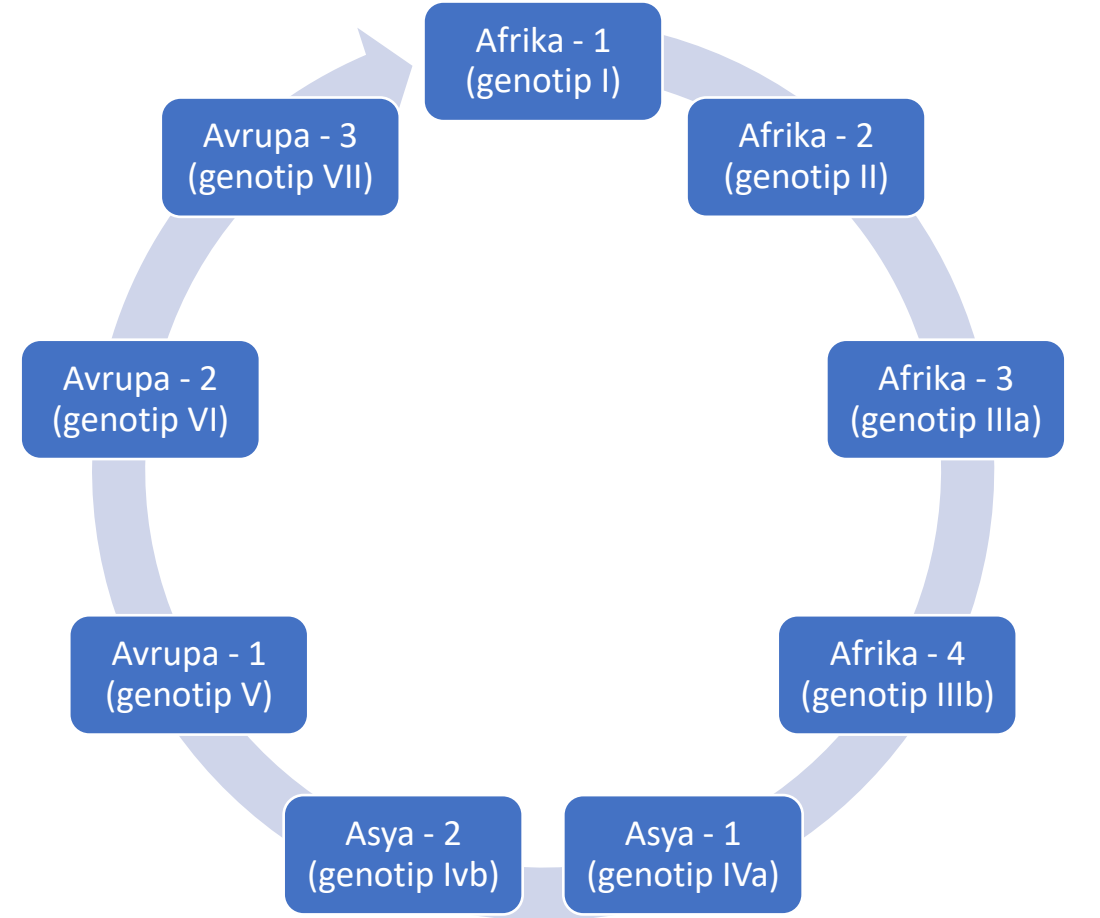 Afrika - 1
(genotip I)
Afrika - 2
(genotip II)
Afrika - 3
(genotip IIIa)
Afrika - 4
(genotip IIIb)
Asya - 1
(genotip IVa)
Asya - 2
(genotip Ivb)
Avrupa - 1
(genotip V)
Avrupa - 2
(genotip VI)
Avrupa - 3
(genotip VII)